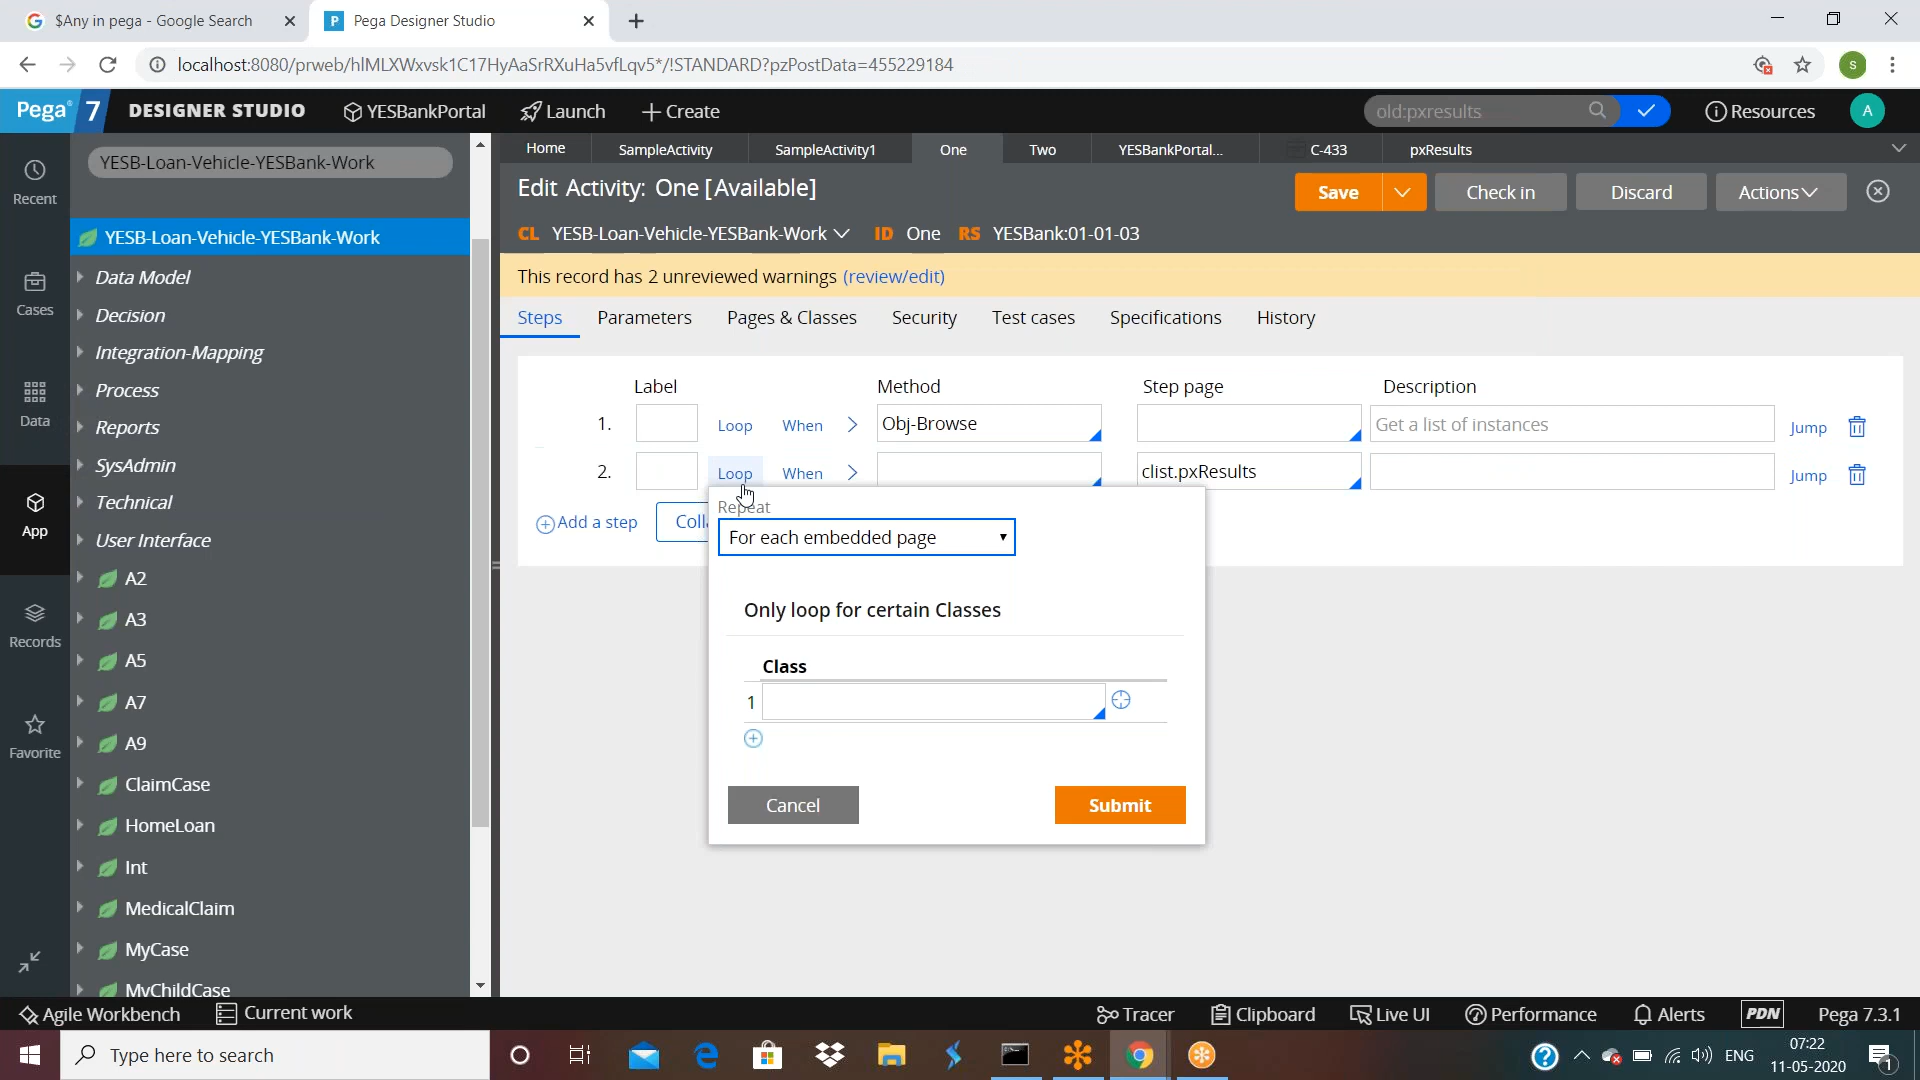 $Any in pega - Google Search
Pega Designer Studio
localhost:8080/prweb/hIMLXWxvsk1C17HyAaSrRXuHa5vfLqv5*/!STANDARD?pzPostData=455229184
S
Pega 7 DESIGNER STUDIO YESBankPortal Launch Create old:pxresults Resources A
YESB-Loan-Vehicle-YESBank-Work
Home SampleActivity SampleActivity1 One Two YESBankPortal... C-433 pxResults
Edit Activity: One [Available]
Save Check in Discard Actions
CL YESB-Loan-Vehicle-YESBank-Work ID One RS YESBank:01-01-03
This record has 2 unreviewed warnings (review/edit)
Steps Parameters Pages & Classes Security Test cases Specifications History
Recent
Cases
Data
App
Records
Favorite
YESB-Loan-Vehicle-YESBank-Work
Data Model
Decision
Integration-Mapping
Process
Reports
SysAdmin
Technical
User Interface
A2
A3
A5
A7
A9
ClaimCase
HomeLoan
Int
MedicalClaim
MyCase
MyChildCase
Label Method Step page Description
1. Loop When Obj-Browse Get a list of instances Jump
2. Loop When clist.pxResults Jump
Add a step Coll
Repeat
For each embedded page
Only loop for certain Classes
Class
1
Cancel Submit
Agile Workbench Current work Tracer Clipboard Live UI Performance Alerts PDN Pega 7.3.1
Type here to search
ENG
07:22
11-05-2020
1